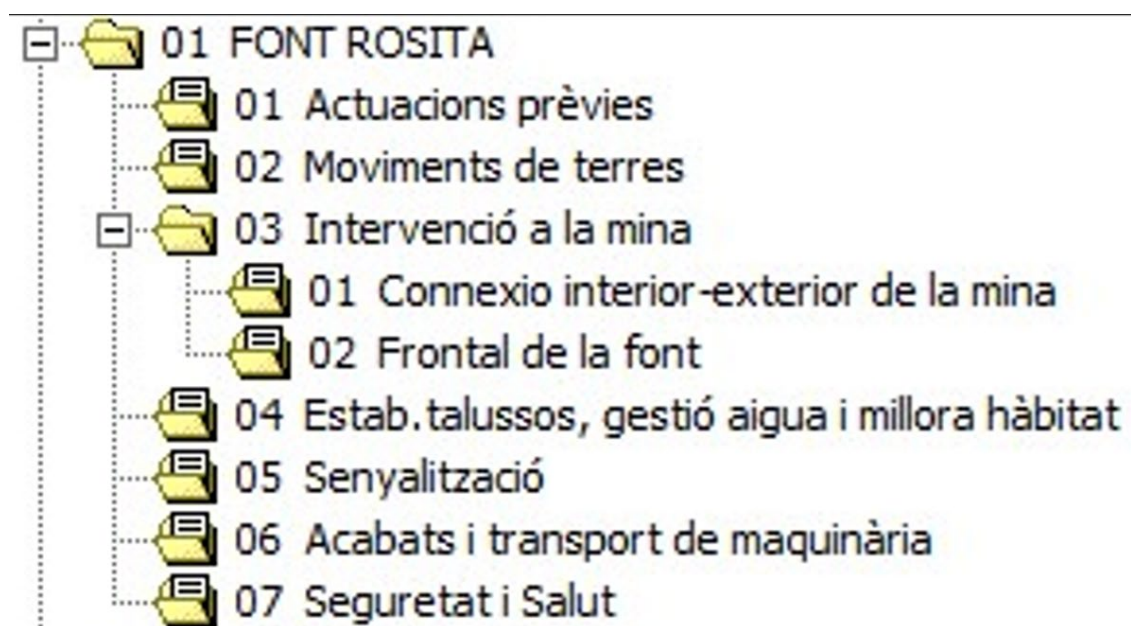 01 FONT ROSITA
01 Actuacions prèvies
02 Moviments de terres
03 Intervenció a la mina
01 Connexio interior-exterior de la mina
02 Frontal de la font
04 Estab.talussos, gestió aigua i millora hàbitat
05 Senyalització
06 Acabats i transport de maquinària
07 Seguretat i Salut